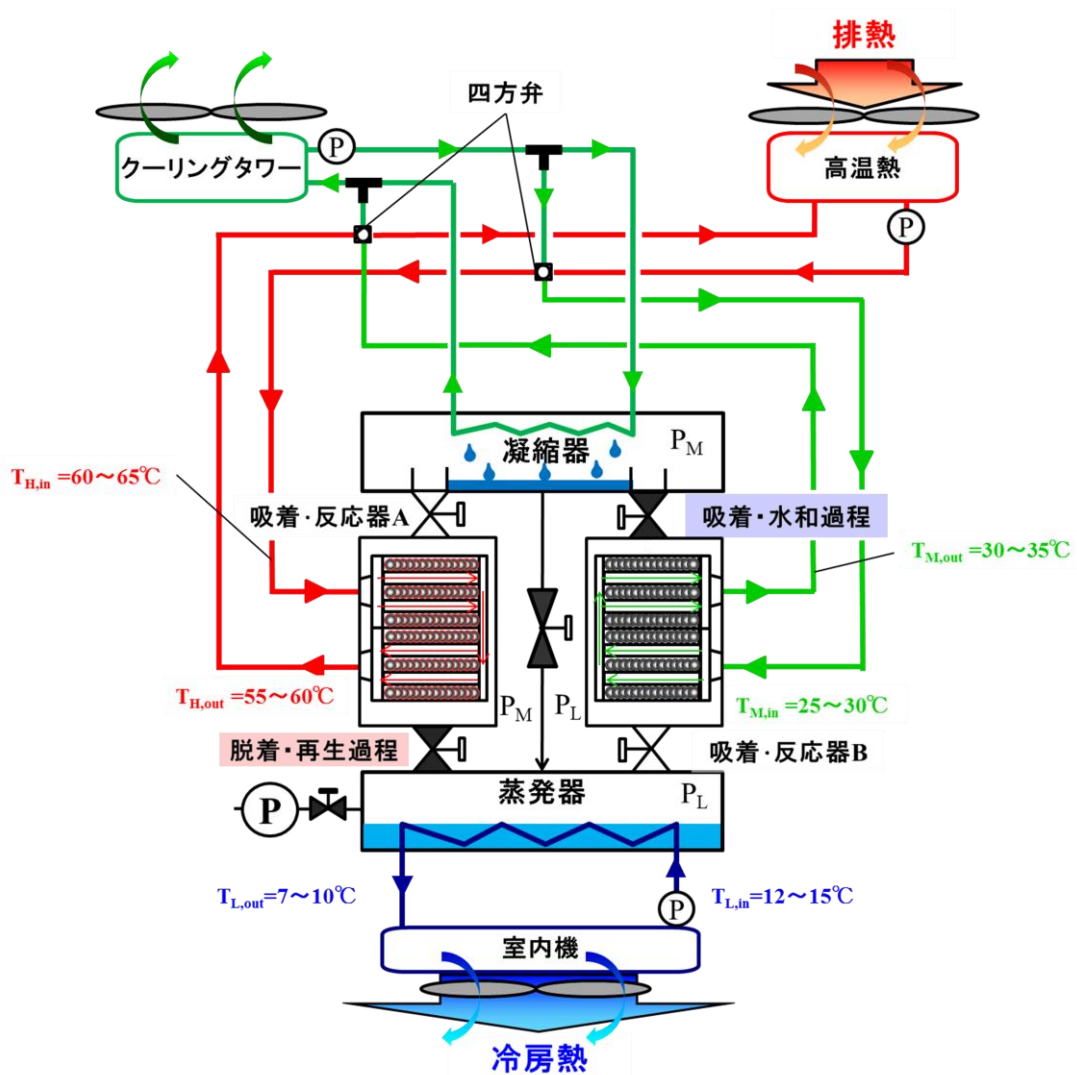 排熱
四方弁
P
クーリングタワー
高温熱
P
凝縮器
P_M
T_H,in =60～65℃
吸着・反応器A
吸着・水和過程
T_M,out =30～35℃
T_H,out =55～60℃
P_M
P_L
T_M,in =25～30℃
脱着・再生過程
吸着・反応器B
蒸発器
P_L
P
T_L,out=7～10℃
T_L,in=12～15℃
P
室内機
冷房熱